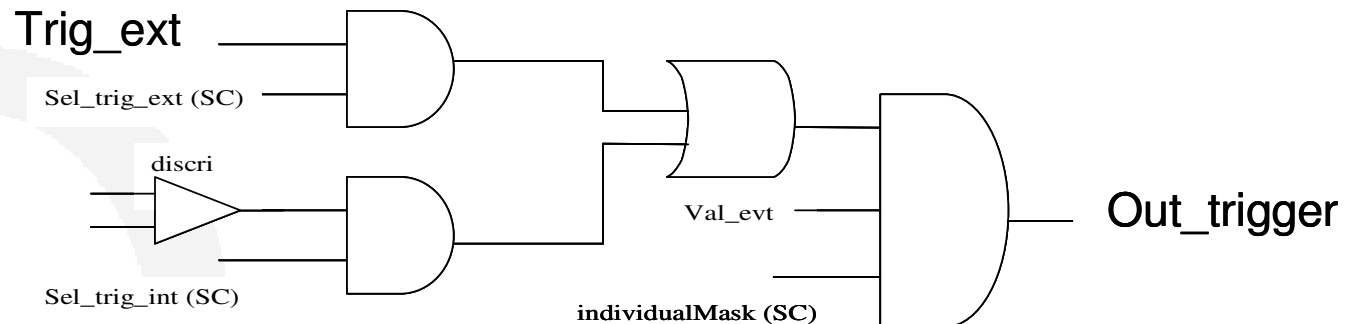 Trig_ext
Sel_trig_ext (SC)
discri
Val_evt
Out_trigger
Sel_trig_int (SC)
individualMask (SC)